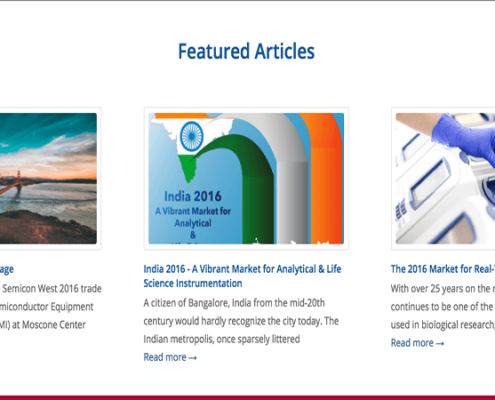 Featured Articles
India 2016
A Vibrant Market for
Analytical
&
age
Semicon West 2016 trade
miconductor Equipment
MI) at Moscone Center
India 2016 - A Vibrant Market for Analytical & Life
Science Instrumentation
A citizen of Bangalore, India from the mid-20th
century would hardly recognize the city today. The
Indian metropolis, once sparsely littered
Read more →
The 2016 Market for Real-T
With over 25 years on the m
continues to be one of the
used in biological research,
Read more →